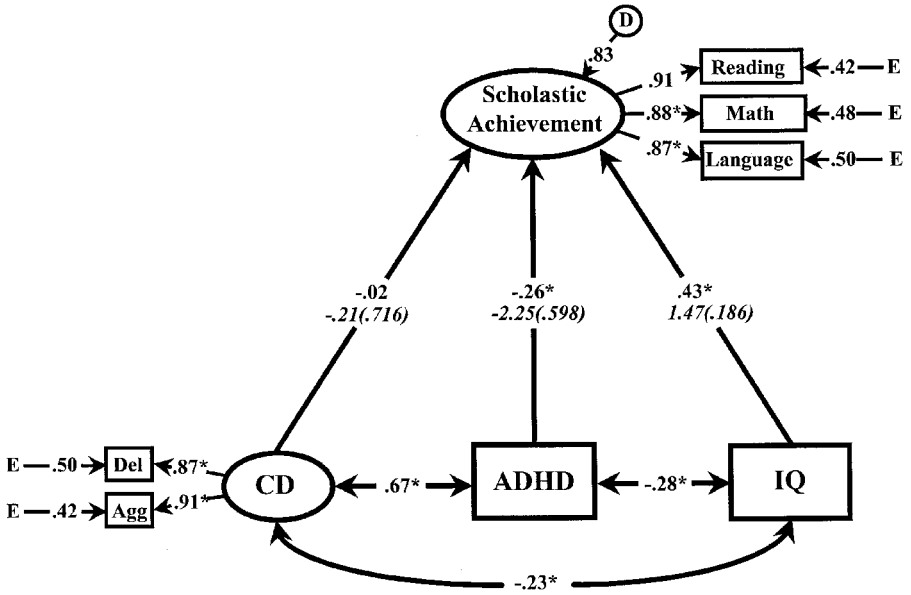 D
.83
Scholastic
Achievement
.91 Reading .42 E
.88* Math .48 E
.87* Language .50 E
-.02
-.21(.716)
-.26*
-2.25(.598)
.43*
1.47(.186)
E .50 Del .87*
E .42 Agg .91*
CD .67* ADHD -.28* IQ
-.23*